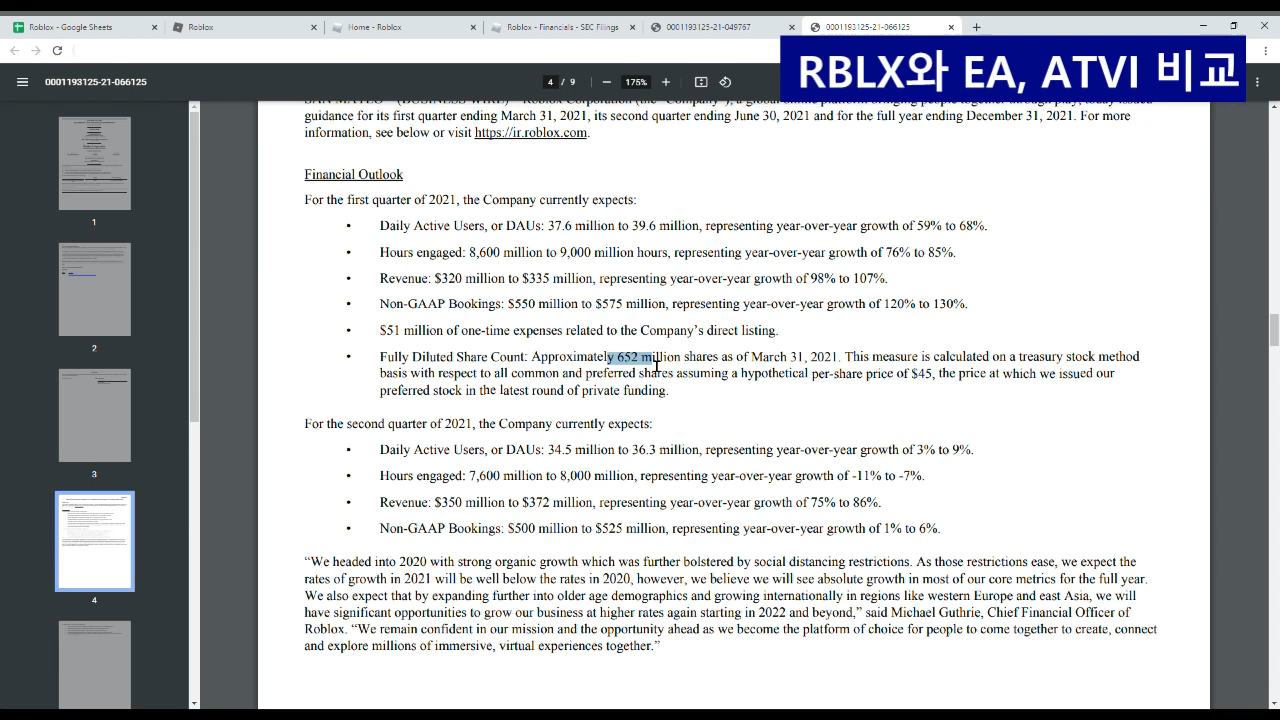 Roblox - Google Sheets
Roblox
Home - Roblox
Roblox - Financials - SEC Filings
0001193125-21-049767
0001193125-21-066125
RBLX와 EA, ATVI 비교
0001193125-21-066125
4 / 9
175%
guidance for its first quarter ending March 31, 2021, its second quarter ending June 30, 2021 and for the full year ending December 31, 2021. For more
information, see below or visit https://ir.roblox.com.
Financial Outlook
For the first quarter of 2021, the Company currently expects:
• Daily Active Users, or DAUs: 37.6 million to 39.6 million, representing year-over-year growth of 59% to 68%.
• Hours engaged: 8,600 million to 9,000 million hours, representing year-over-year growth of 76% to 85%.
• Revenue: $320 million to $335 million, representing year-over-year growth of 98% to 107%.
• Non-GAAP Bookings: $550 million to $575 million, representing year-over-year growth of 120% to 130%.
• $51 million of one-time expenses related to the Company’s direct listing.
• Fully Diluted Share Count: Approximately 652 million shares as of March 31, 2021. This measure is calculated on a treasury stock method
basis with respect to all common and preferred shares assuming a hypothetical per-share price of $45, the price at which we issued our
preferred stock in the latest round of private funding.
For the second quarter of 2021, the Company currently expects:
• Daily Active Users, or DAUs: 34.5 million to 36.3 million, representing year-over-year growth of 3% to 9%.
• Hours engaged: 7,600 million to 8,000 million, representing year-over-year growth of -11% to -7%.
• Revenue: $350 million to $372 million, representing year-over-year growth of 75% to 86%.
• Non-GAAP Bookings: $500 million to $525 million, representing year-over-year growth of 1% to 6%.
“We headed into 2020 with strong organic growth which was further bolstered by social distancing restrictions. As those restrictions ease, we expect the
rates of growth in 2021 will be well below the rates in 2020, however, we believe we will see absolute growth in most of our core metrics for the full year.
We also expect that by expanding further into older age demographics and growing internationally in regions like western Europe and east Asia, we will
have significant opportunities to grow our business at higher rates again starting in 2022 and beyond,” said Michael Guthrie, Chief Financial Officer of
Roblox. “We remain confident in our mission and the opportunity ahead as we become the platform of choice for people to come together to create, connect
and explore millions of immersive, virtual experiences together.”
1
2
3
4